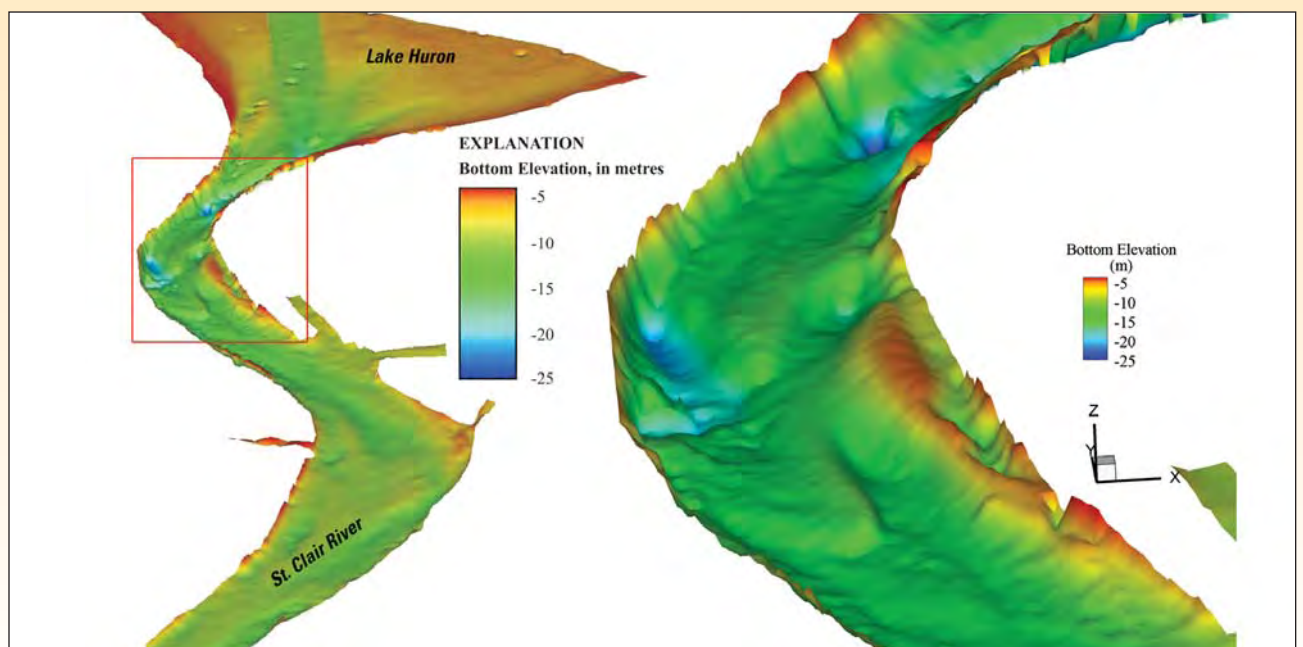 Lake Huron
EXPLANATION
Bottom Elevation, in metres
-5
-10
-15
-20
-25
St. Clair River
Bottom Elevation
(m)
-5
-10
-15
-20
-25
Z
Y
X